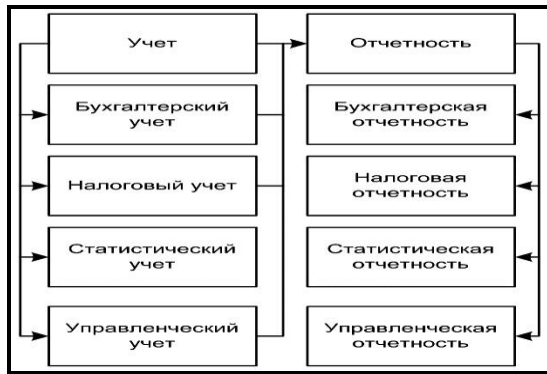 Учет
Отчетность
Бухгалтерский
учет
Бухгалтерская
отчетность
Налоговый учет
Налоговая
отчетность
Статистический
учет
Статистическая
отчетность
Управленческий
учет
Управленческая
отчетность